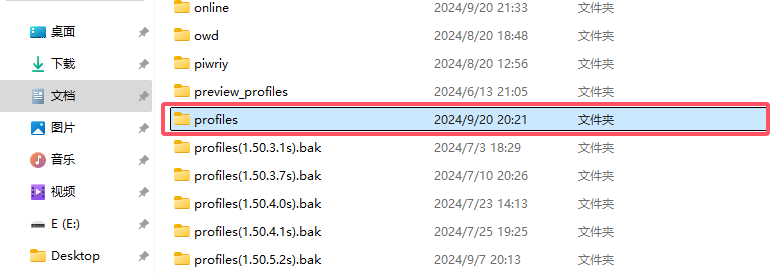 桌面
下载
文档
图片
音乐
视频
E (E:)
Desktop
online 2024/9/20 21:33 文件夹
owd 2024/8/20 18:48 文件夹
piwriy 2024/8/20 12:56 文件夹
preview_profiles 2024/6/13 21:05 文件夹
profiles 2024/9/20 20:21 文件夹
profiles(1.50.3.1s).bak 2024/7/3 18:29 文件夹
profiles(1.50.3.7s).bak 2024/7/10 20:26 文件夹
profiles(1.50.4.0s).bak 2024/7/23 14:13 文件夹
profiles(1.50.4.1s).bak 2024/7/25 19:25 文件夹
profiles(1.50.5.2s).bak 2024/9/7 20:13 文件夹